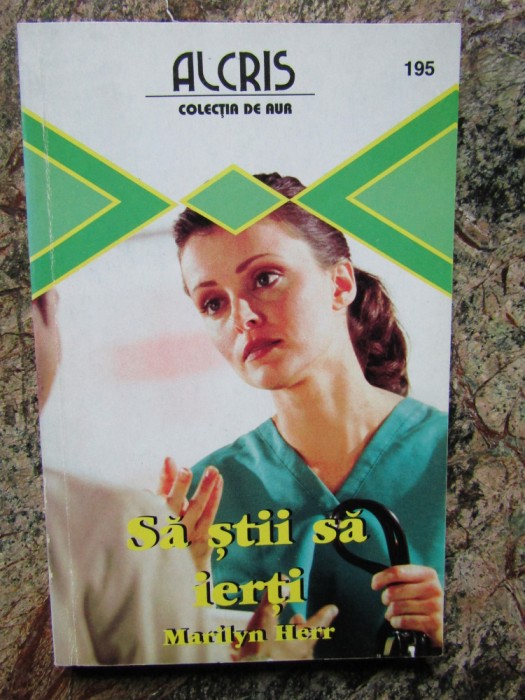 ALCRIS
195
COLECȚIA DE AUR
Să știi să
ierți
Marilyn Herr